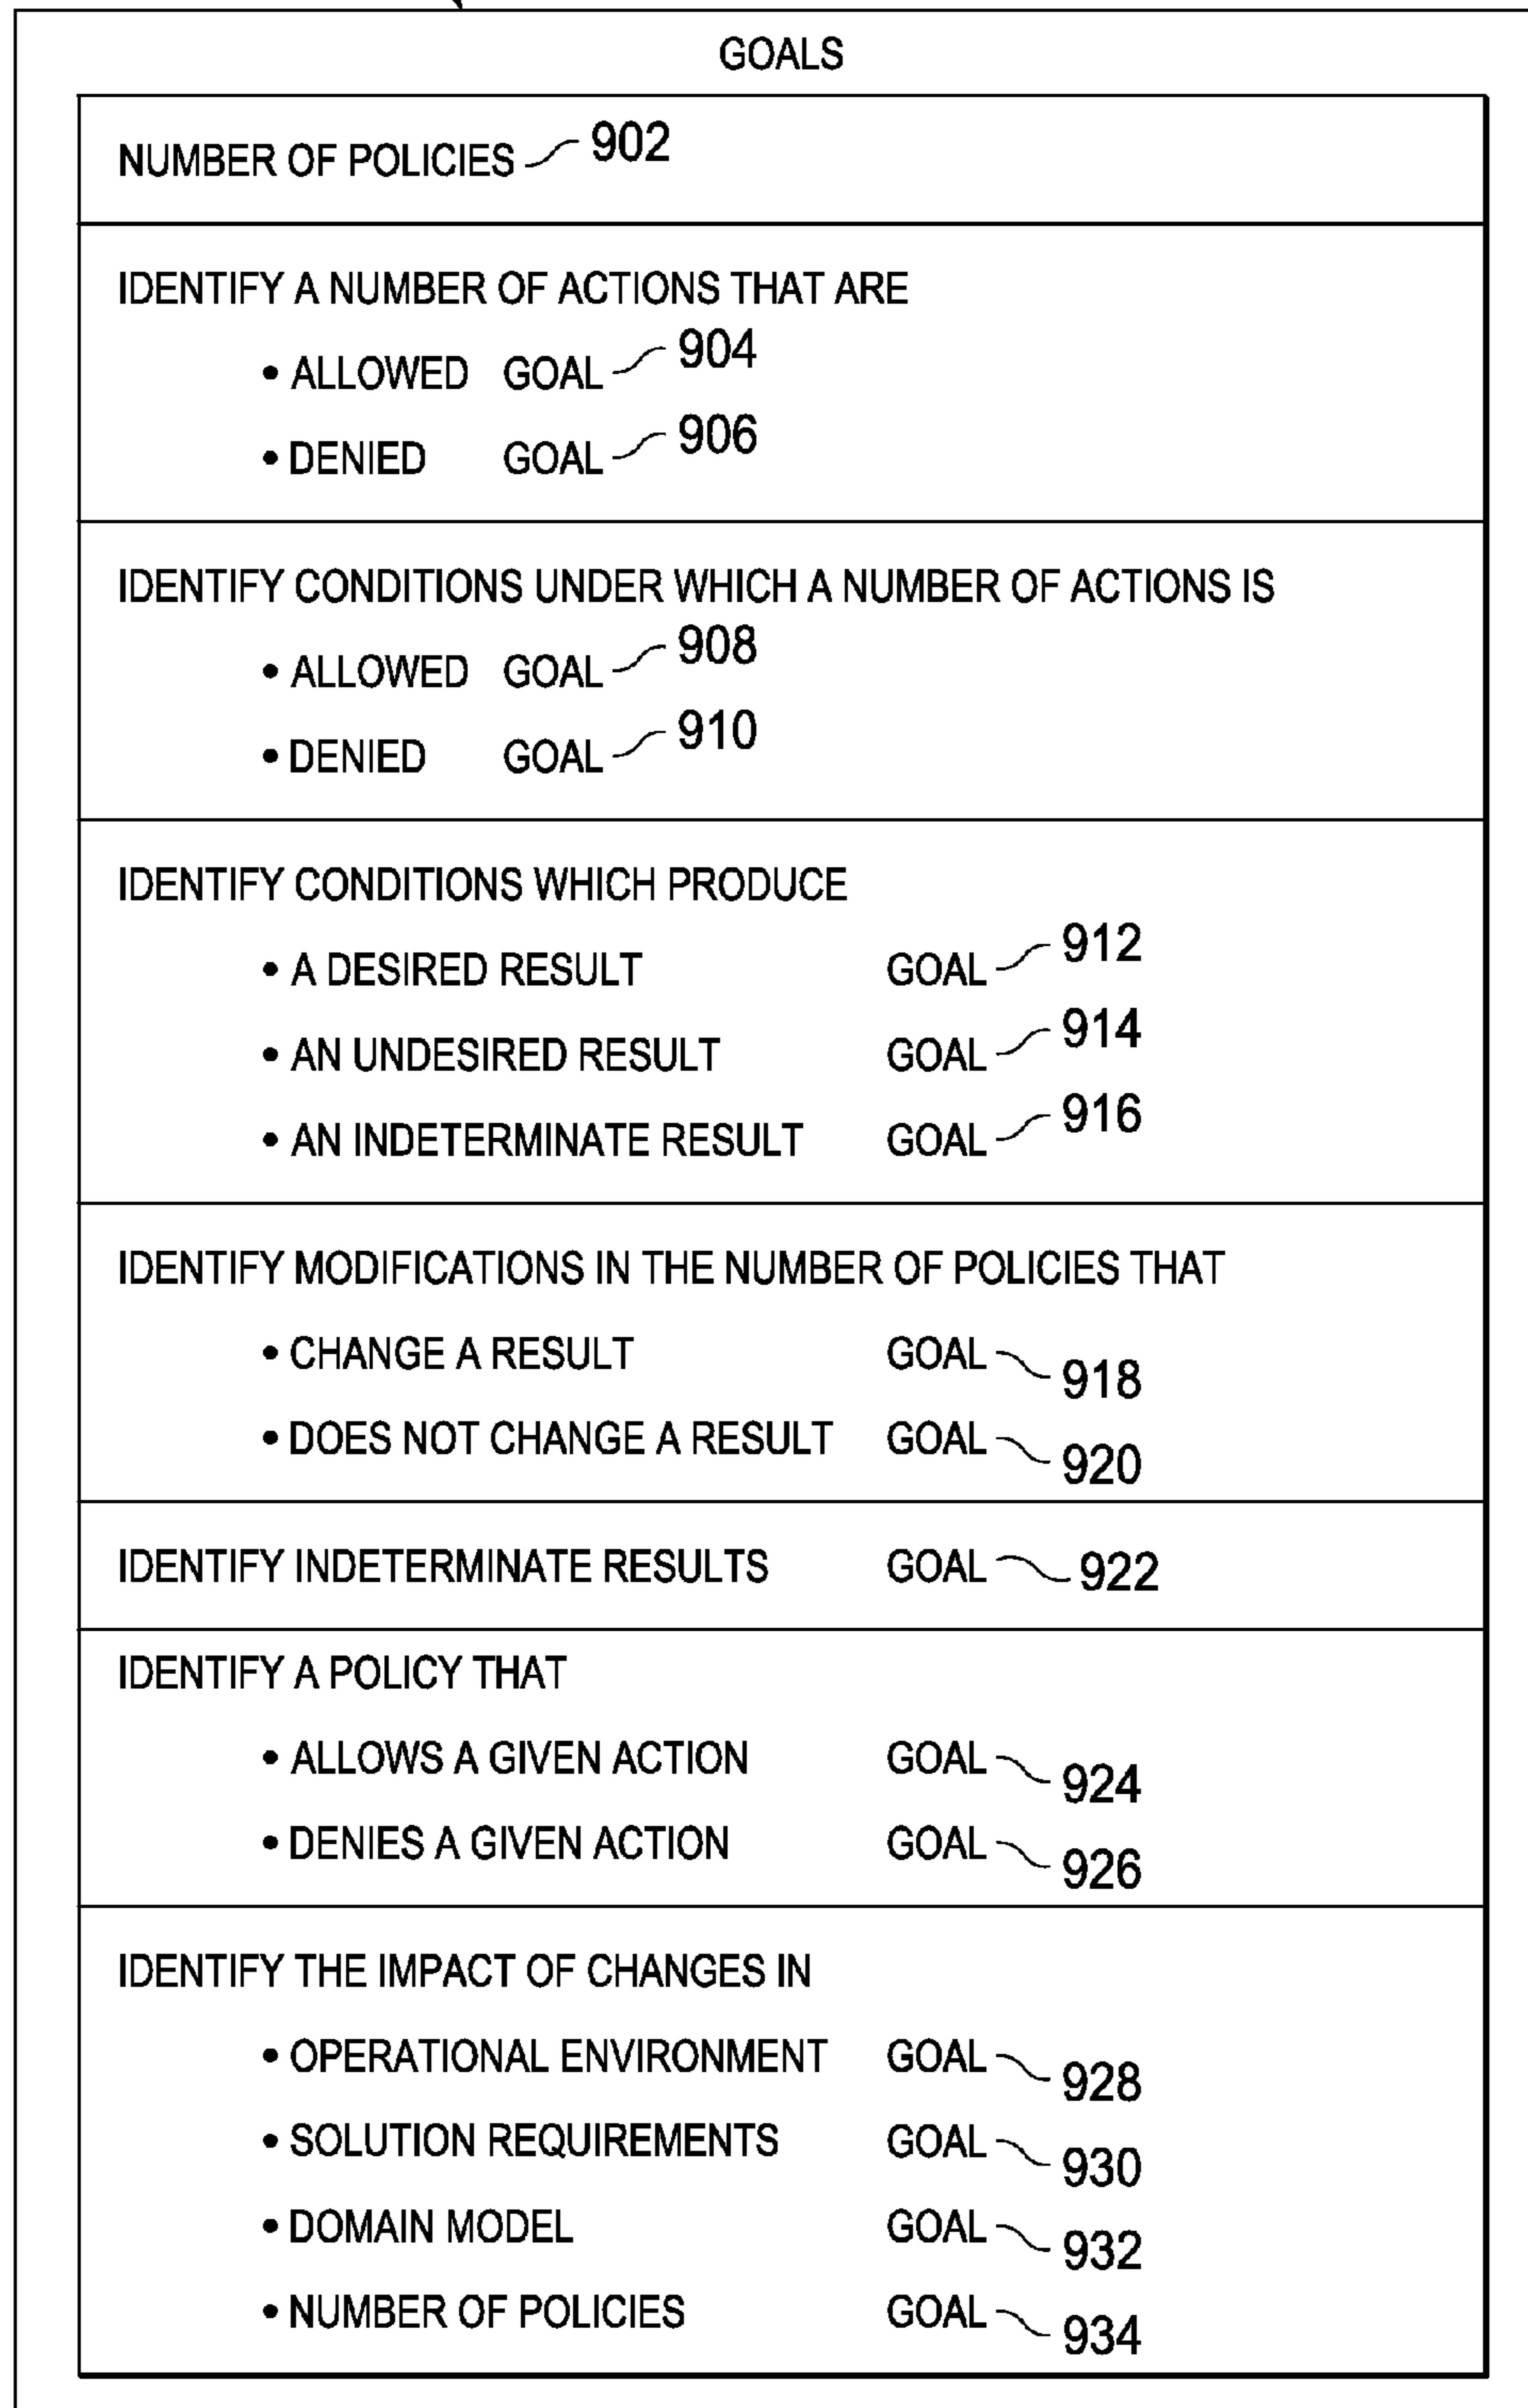 GOALS
NUMBER OF POLICIES 902
IDENTIFY A NUMBER OF ACTIONS THAT ARE
• ALLOWED GOAL 904
• DENIED GOAL 906
IDENTIFY CONDITIONS UNDER WHICH A NUMBER OF ACTIONS IS
• ALLOWED GOAL 908
• DENIED GOAL 910
IDENTIFY CONDITIONS WHICH PRODUCE
• A DESIRED RESULT GOAL 912
• AN UNDESIRED RESULT GOAL 914
• AN INDETERMINATE RESULT GOAL 916
IDENTIFY MODIFICATIONS IN THE NUMBER OF POLICIES THAT
• CHANGE A RESULT GOAL 918
• DOES NOT CHANGE A RESULT GOAL 920
IDENTIFY INDETERMINATE RESULTS GOAL 922
IDENTIFY A POLICY THAT
• ALLOWS A GIVEN ACTION GOAL 924
• DENIES A GIVEN ACTION GOAL 926
IDENTIFY THE IMPACT OF CHANGES IN
• OPERATIONAL ENVIRONMENT GOAL 928
• SOLUTION REQUIREMENTS GOAL 930
• DOMAIN MODEL GOAL 932
• NUMBER OF POLICIES GOAL 934